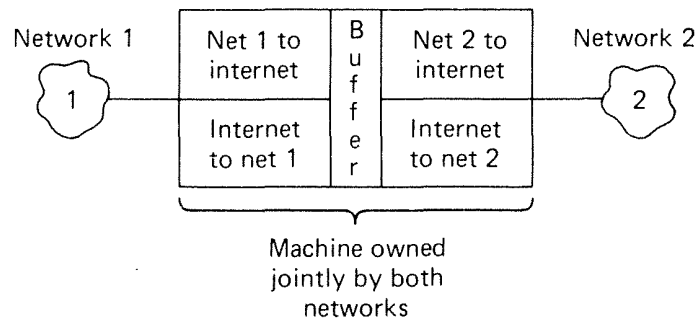 Network 1
1
Net 1 to
internet
Internet
to net 1
Buffer
Net 2 to
internet
Internet
to net 2
Network 2
2
Machine owned
jointly by both
networks